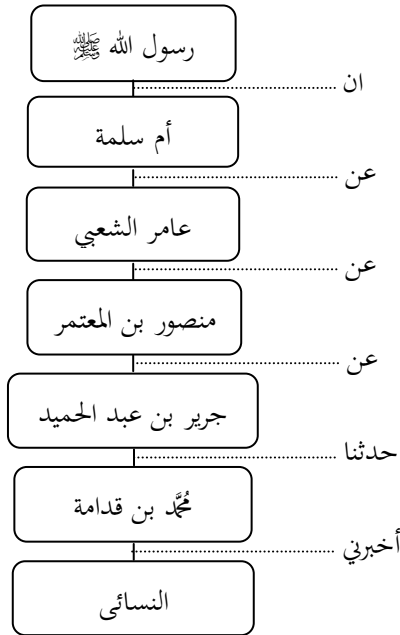 رسول الله ﷺ
ان
أم سلمة
عن
عامر الشعبي
عن
منصور بن المعتمر
عن
جرير بن عبد الحميد
حدثنا
مُحَّد بن قدامة
أخبرني
النسائى